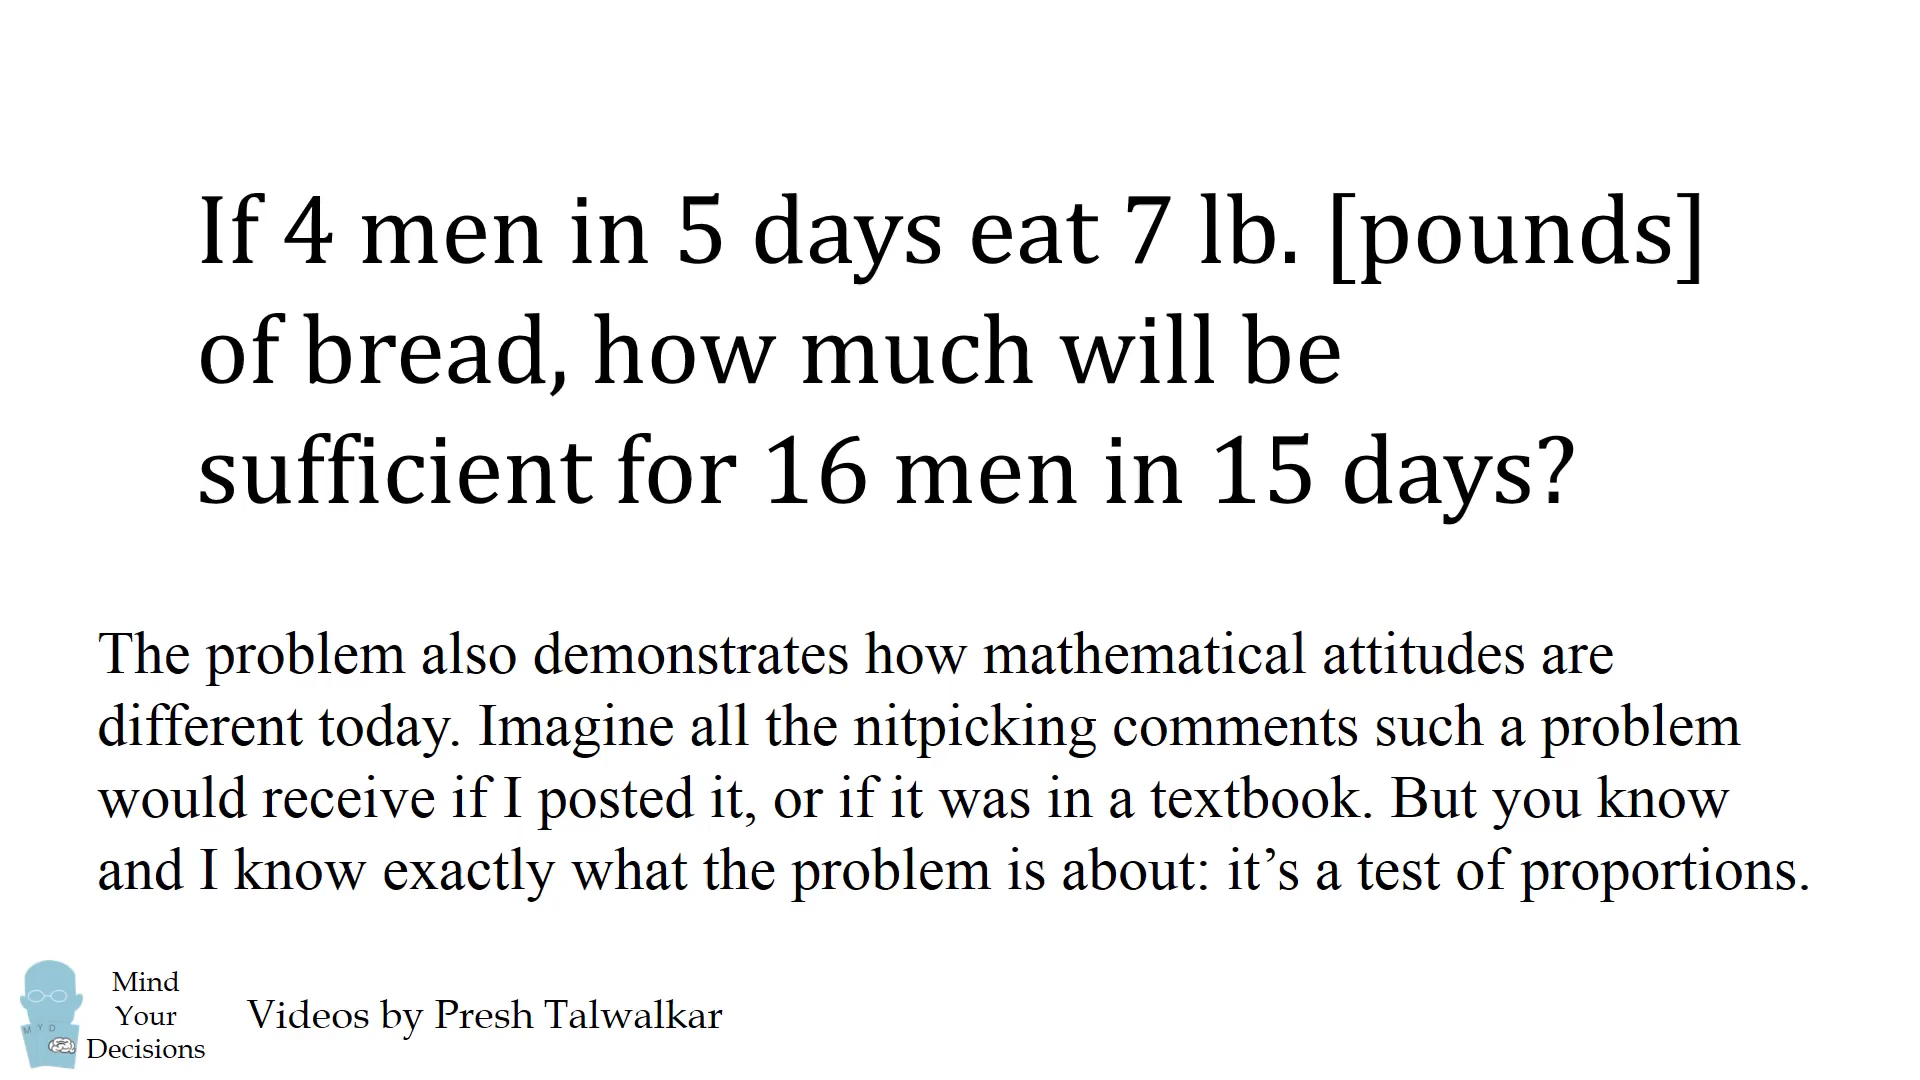 If 4 men in 5 days eat 7 lb. [pounds]
of bread, how much will be
sufficient for 16 men in 15 days?
The problem also demonstrates how mathematical attitudes are
different today. Imagine all the nitpicking comments such a problem
would receive if I posted it, or if it was in a textbook. But you know
and I know exactly what the problem is about: it’s a test of proportions.
M Y D
Mind
Your
Decisions
Videos by Presh Talwalkar